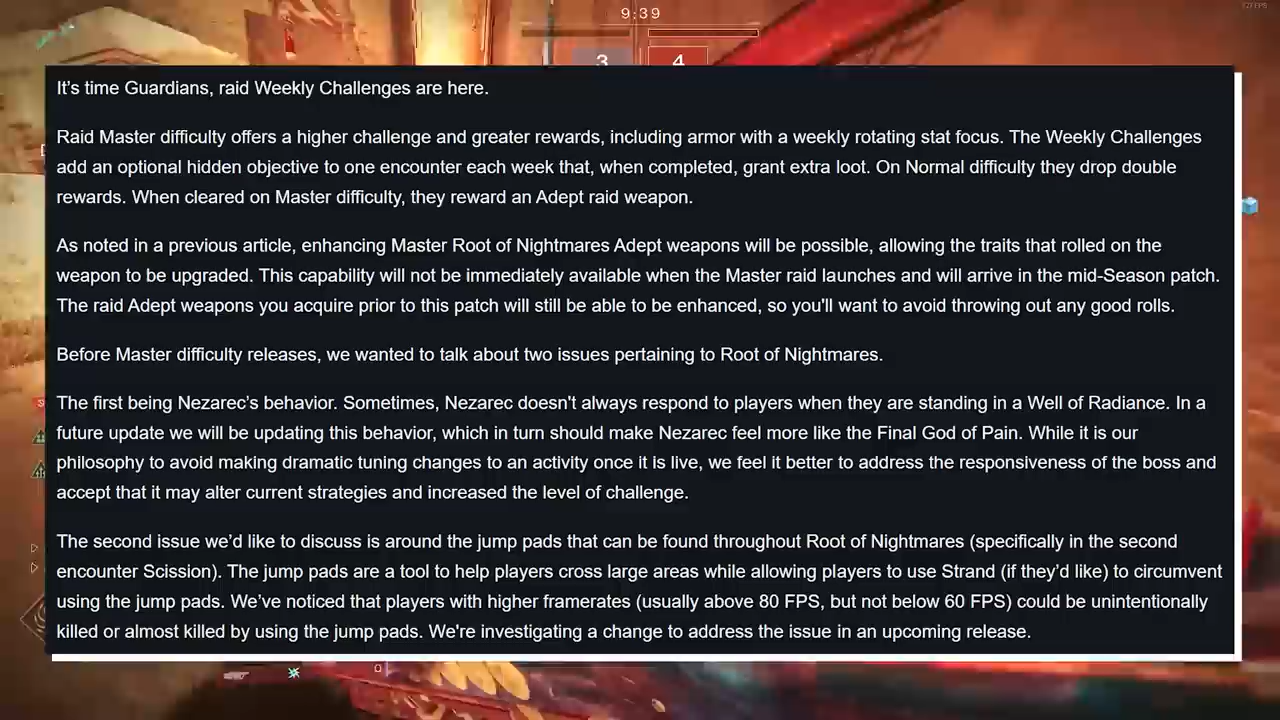 9:39
3 4
It's time Guardians, raid Weekly Challenges are here.
Raid Master difficulty offers a higher challenge and greater rewards, including armor with a weekly rotating stat focus. The Weekly Challenges
add an optional hidden objective to one encounter each week that, when completed, grant extra loot. On Normal difficulty they drop double
rewards. When cleared on Master difficulty, they reward an Adept raid weapon.
As noted in a previous article, enhancing Master Root of Nightmares Adept weapons will be possible, allowing the traits that rolled on the
weapon to be upgraded. This capability will not be immediately available when the Master raid launches and will arrive in the mid-Season patch.
The raid Adept weapons you acquire prior to this patch will still be able to be enhanced, so you'll want to avoid throwing out any good rolls.
Before Master difficulty releases, we wanted to talk about two issues pertaining to Root of Nightmares.
The first being Nezarec’s behavior. Sometimes, Nezarec doesn't always respond to players when they are standing in a Well of Radiance. In a
future update we will be updating this behavior, which in turn should make Nezarec feel more like the Final God of Pain. While it is our
philosophy to avoid making dramatic tuning changes to an activity once it is live, we feel it better to address the responsiveness of the boss and
accept that it may alter current strategies and increased the level of challenge.
The second issue we’d like to discuss is around the jump pads that can be found throughout Root of Nightmares (specifically in the second
encounter Scission). The jump pads are a tool to help players cross large areas while allowing players to use Strand (if they’d like) to circumvent
using the jump pads. We’ve noticed that players with higher framerates (usually above 80 FPS, but not below 60 FPS) could be unintentionally
killed or almost killed by using the jump pads. We're investigating a change to address the issue in an upcoming release.